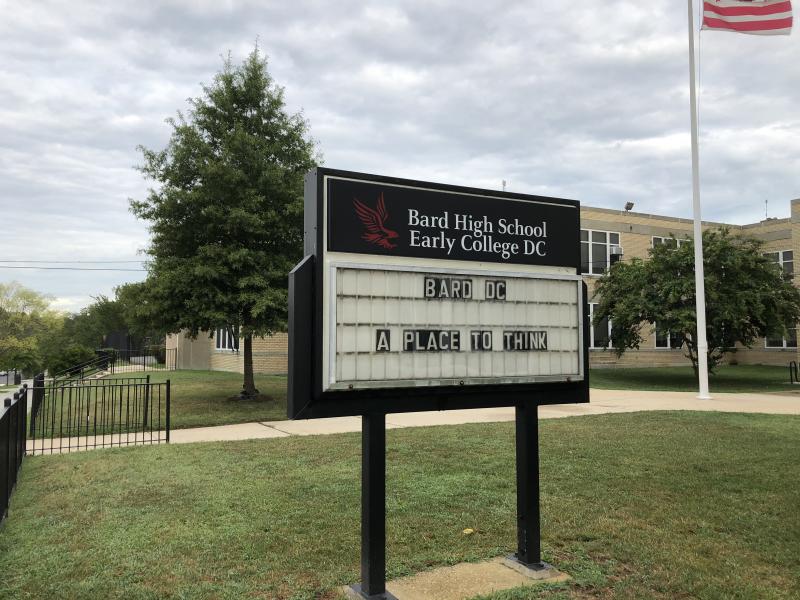 Bard High School
Early College DC
BARD DC
A PLACE TO THINK